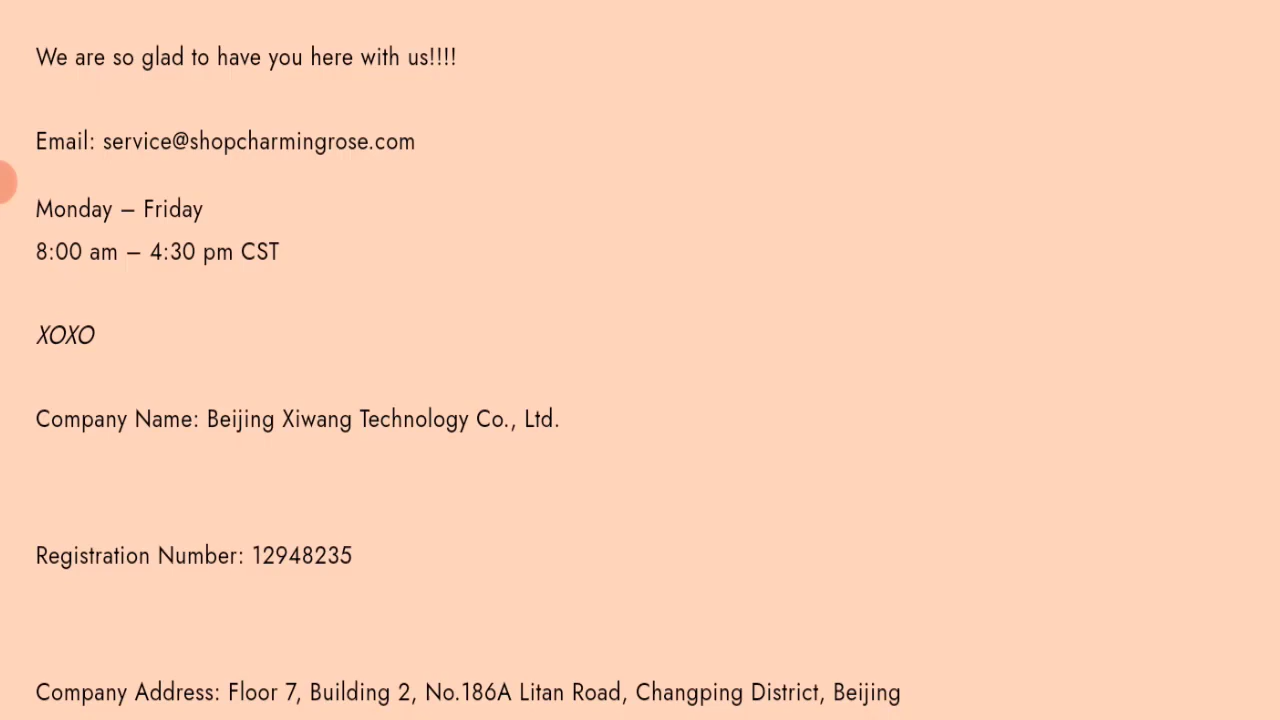 We are so glad to have you here with us!!!!
Email: service@shopcharmingrose.com
Monday – Friday
8:00 am – 4:30 pm CST
XOXO
Company Name: Beijing Xiwang Technology Co., Ltd.
Registration Number: 12948235
Company Address: Floor 7, Building 2, No.186A Litan Road, Changping District, Beijing